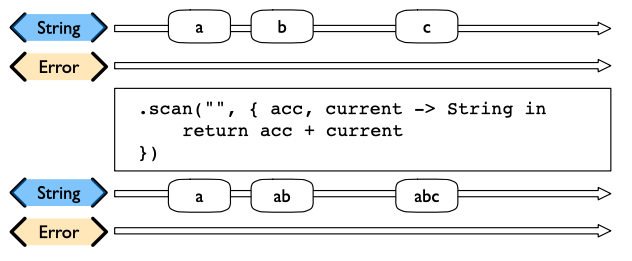 String a b c
Error
.scan("", { acc, current -> String in
    return acc + current
})
String a ab abc
Error